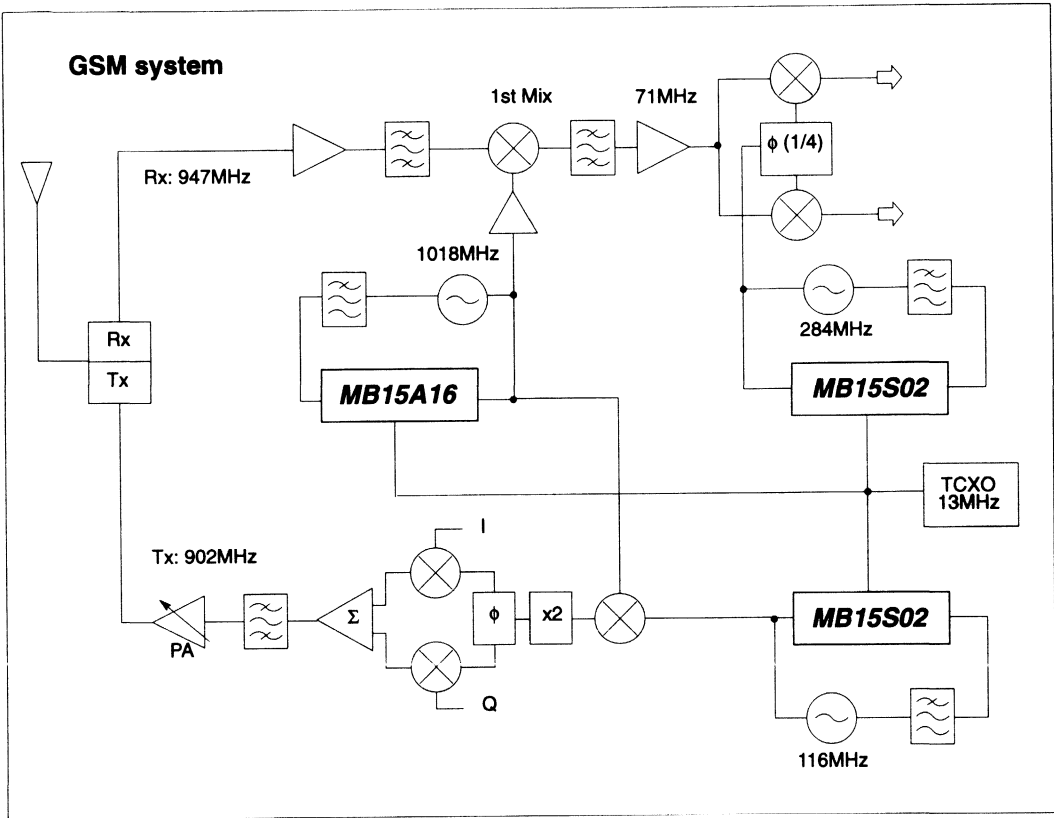 GSM system
1st Mix
71MHz
ϕ (1/4)
Rx: 947MHz
1018MHz
284MHz
Rx
Tx
MB15A16
MB15S02
TCXO
13MHz
I
Tx: 902MHz
Σ
ϕ
x2
MB15S02
PA
Q
116MHz